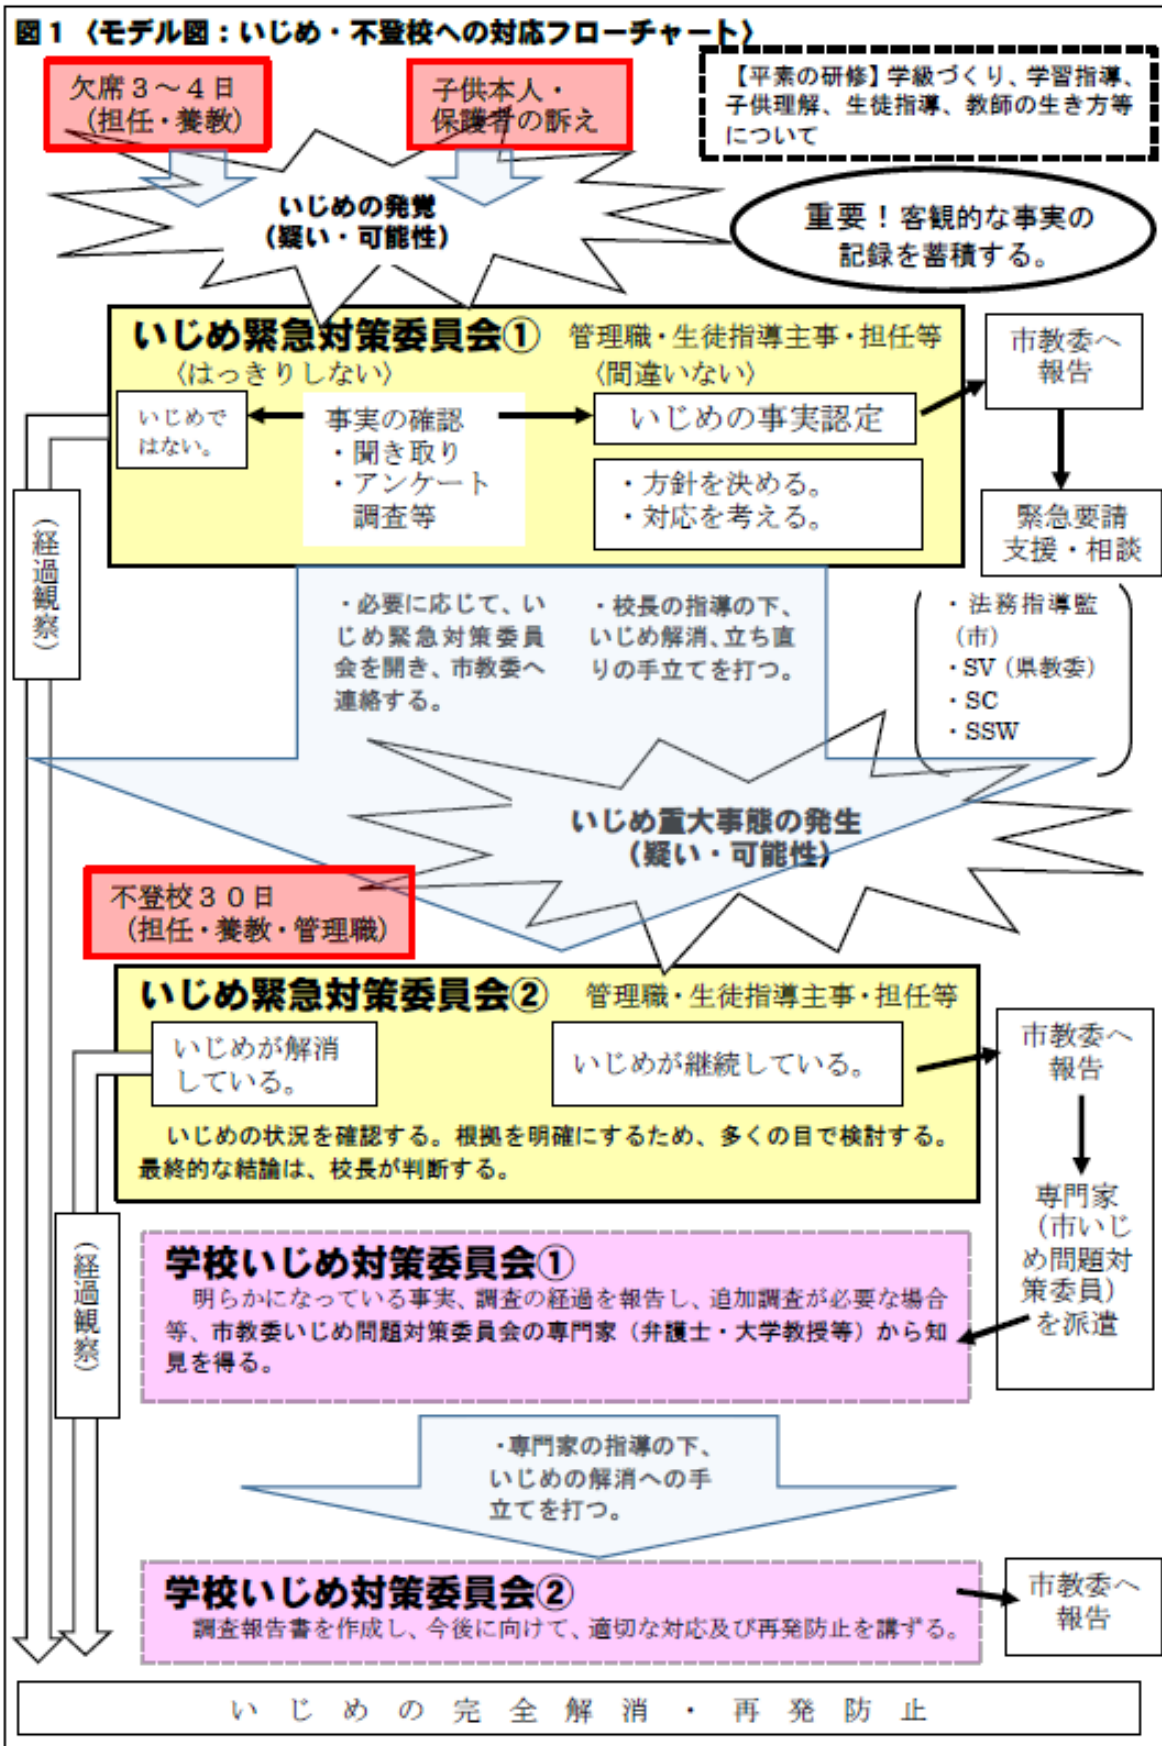 図１〈モデル図：いじめ・不登校への対応フローチャート〉
欠席３～４日
（担任・養教）
子供本人・
保護者の訴え
【平素の研修】学級づくり、学習指導、
子供理解、生徒指導、教師の生き方等
について
いじめの発覚
（疑い・可能性）
重要！客観的な事実の
記録を蓄積する。
いじめ緊急対策委員会①　管理職・生徒指導主事・担任等
〈はっきりしない〉
〈間違いない〉
いじめで
はない。
事実の確認
・聞き取り
・アンケート
調査等
いじめの事実認定
・方針を決める。
・対応を考える。
市教委へ
報告
緊急要請
支援・相談
・法務指導監
（市）
・SV（県教委）
・SC
・SSW
（経過観察）
・必要に応じて、い
じめ緊急対策委員
会を開き、市教委へ
連絡する。
・校長の指導の下、
いじめ解消、立ち直
りの手立てを打つ。
いじめ重大事態の発生
（疑い・可能性）
不登校３０日
（担任・養教・管理職）
いじめ緊急対策委員会②　管理職・生徒指導主事・担任等
いじめが解消
している。
いじめが継続している。
いじめの状況を確認する。根拠を明確にするため、多くの目で検討する。
最終的な結論は、校長が判断する。
市教委へ
報告
専門家
（市いじ
め問題対
策委員）
を派遣
（経過観察）
学校いじめ対策委員会①
明らかになっている事実、調査の経過を報告し、追加調査が必要な場合
等、市教委いじめ問題対策委員会の専門家（弁護士・大学教授等）から知
見を得る。
・専門家の指導の下、
いじめの解消への手
立てを打つ。
学校いじめ対策委員会②
調査報告書を作成し、今後に向けて、適切な対応及び再発防止を講ずる。
市教委へ
報告
いじめの完全解消・再発防止